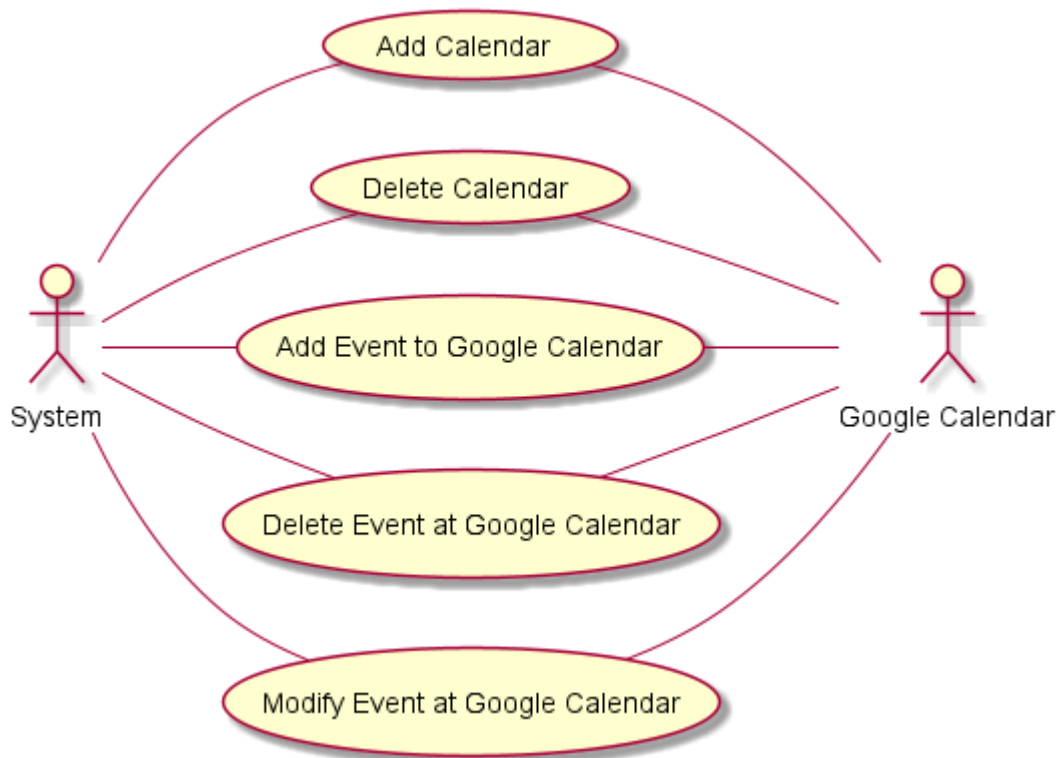 Add Calendar
Delete Calendar
Add Event to Google Calendar
System
Google Calendar
Delete Event at Google Calendar
Modify Event at Google Calendar